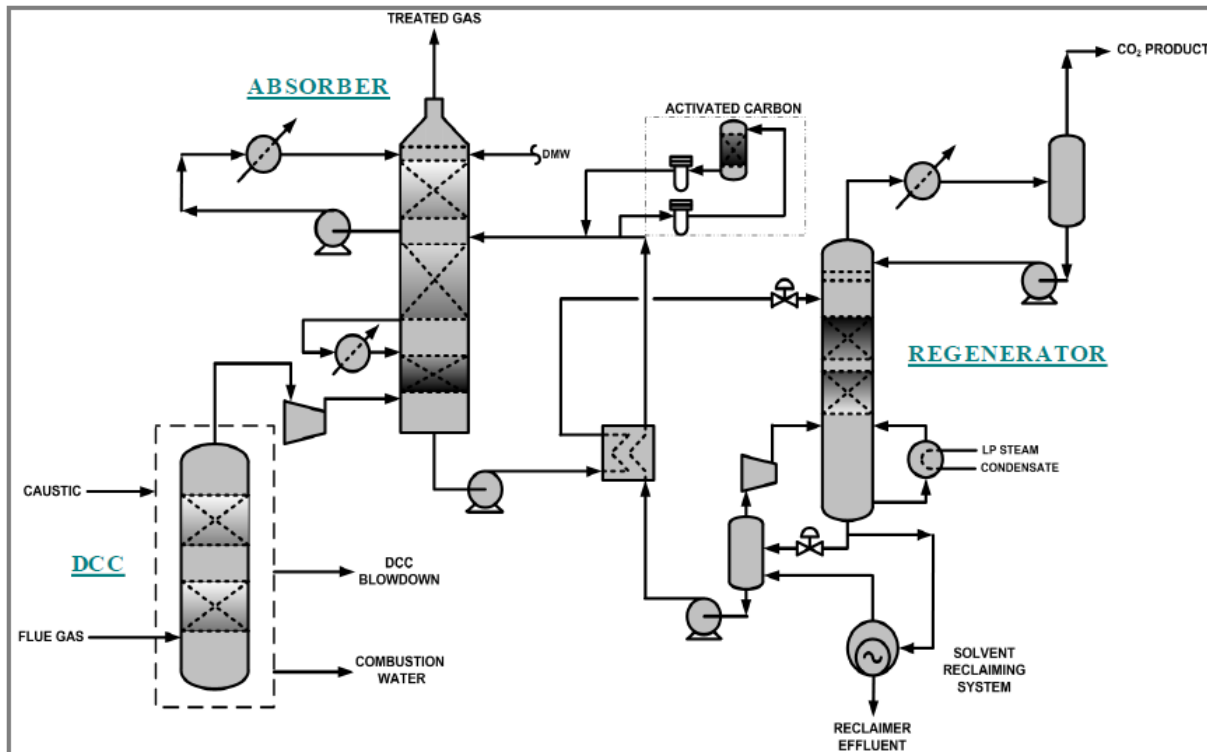 TREATED GAS
CO₂ PRODUCT
ABSORBER
ACTIVATED CARBON
DMW
REGENERATOR
LP STEAM
CONDENSATE
CAUSTIC
DCC
DCC
BLOWDOWN
FLUE GAS
COMBUSTION
WATER
SOLVENT
RECLAIMING
SYSTEM
RECLAIMER
EFFLUENT